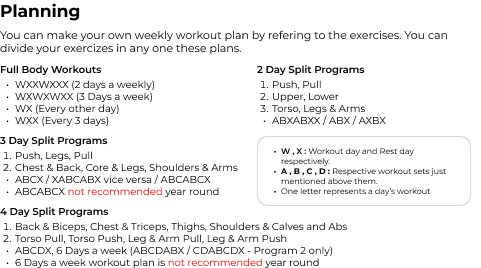 Planning
You can make your own weekly workout plan by refering to the exercises. You can
divide your exercizes in any one these plans.
Full Body Workouts
• WXXWXXX (2 days a weekly)
• WXWXWXX (3 Days a week)
• WX (Every other day)
• WXX (Every 3 days)
2 Day Split Programs
1. Push, Pull
2. Upper, Lower
3. Torso, Legs & Arms
• ABXABXX / ABX / AXBX
3 Day Split Programs
1. Push, Legs, Pull
2. Chest & Back, Core & Legs, Shoulders & Arms
• ABCX / XABCABX vice versa / ABCABCX
• ABCABCX not recommended year round
• W , X : Workout day and Rest day
respectively.
• A , B , C , D : Respective workout sets just
mentioned above them.
• One letter represents a day's workout
4 Day Split Programs
1. Back & Biceps, Chest & Triceps, Thighs, Shoulders & Calves and Abs
2. Torso Pull, Torso Push, Leg & Arm Pull, Leg & Arm Push
• ABCDX, 6 Days a week (ABCDABX / CDABCDX - Program 2 only)
• 6 Days a week workout plan is not recommended year round